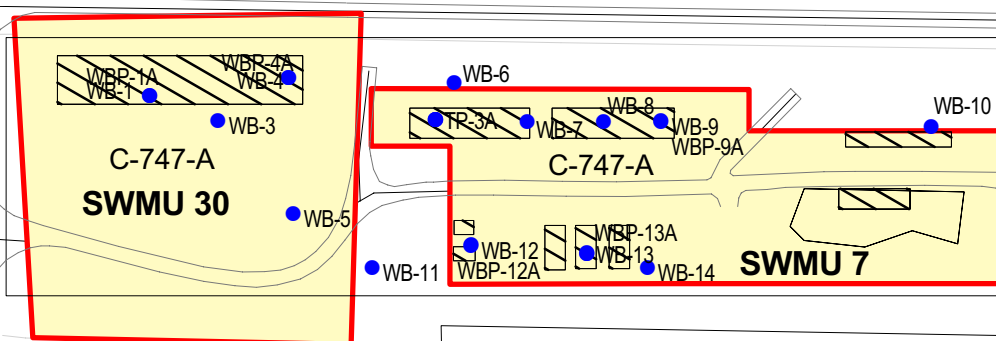 WBP-1A
WB-1
WBP-4A
WB-4
WB-3
C-747-A
SWMU 30
WB-5
WB-6
TP-3A
WB-7
WB-8
WB-9
WBP-9A
C-747-A
WB-10
WB-11
WB-12
WBP-12A
WBP-13A
WB-13
WB-14
SWMU 7